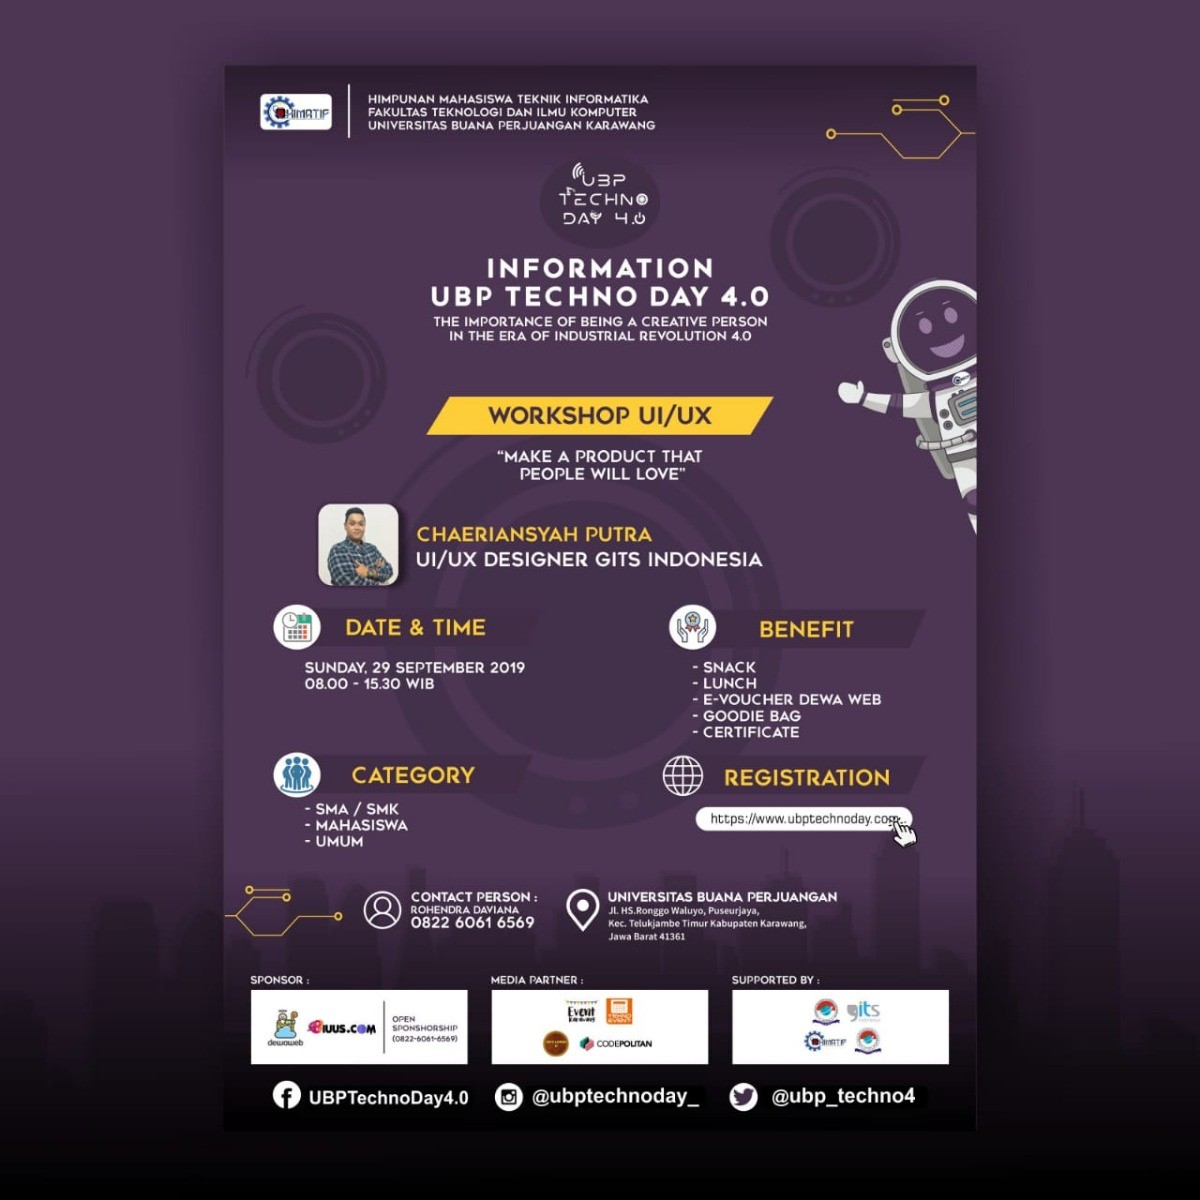 HIMATIF
HIMPUNAN MAHASISWA TEKNIK INFORMATIKA
FAKULTAS TEKNOLOGI DAN ILMU KOMPUTER
UNIVERSITAS BUANA PERJUANGAN KARAWANG
UBP
TECHNO
DAY 4.0
INFORMATION
UBP TECHNO DAY 4.0
THE IMPORTANCE OF BEING A CREATIVE PERSON
IN THE ERA OF INDUSTRIAL REVOLUTION 4.0
WORKSHOP UI/UX
“MAKE A PRODUCT THAT
PEOPLE WILL LOVE”
CHAERIANSYAH PUTRA
UI/UX DESIGNER GITS INDONESIA
DATE & TIME
SUNDAY, 29 SEPTEMBER 2019
08.00 - 15.30 WIB
BENEFIT
- SNACK
- LUNCH
- E-VOUCHER DEWA WEB
- GOODIE BAG
- CERTIFICATE
CATEGORY
- SMA / SMK
- MAHASISWA
- UMUM
REGISTRATION
https://www.ubptechnoday.com
CONTACT PERSON :
ROHENDRA DAVIANA
0822 6061 6569
UNIVERSITAS BUANA PERJUANGAN
Jl. HS.Ronggo Waluyo, Puseurjaya,
Kec. Telukjambe Timur Kabupaten Karawang,
Jawa Barat 41361
SPONSOR :
dewaweb
OPEN
SPONSHORSHIP
(0822-6061-6569)
MEDIA PARTNER :
Event
KARAWANG
CODEPOLITAN
SUPPORTED BY :
gits
HIMATIF
UBPTechnoDay4.0
@ubptechnoday_
@ubp_techno4